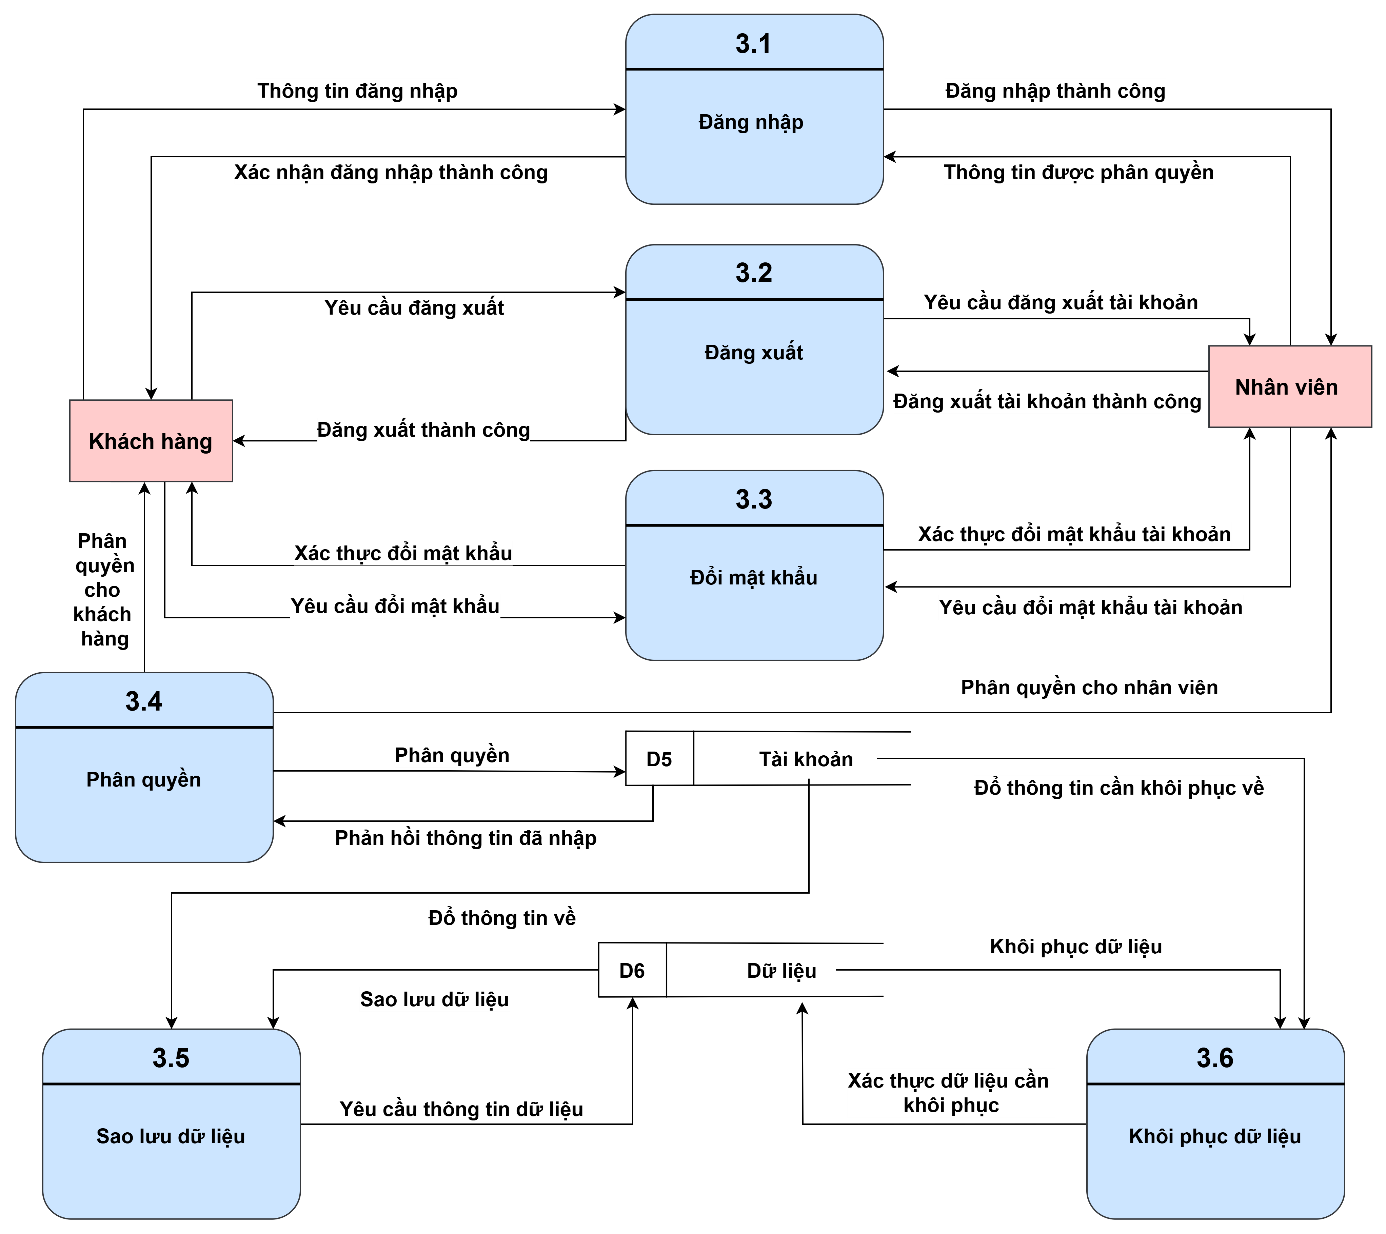 3.1
Thông tin đăng nhập
Đăng nhập thành công
Đăng nhập
Xác nhận đăng nhập thành công
Thông tin được phân quyền
3.2
Yêu cầu đăng xuất
Yêu cầu đăng xuất tài khoản
Đăng xuất
Nhân viên
Đăng xuất tài khoản thành công
Đăng xuất thành công
Khách hàng
3.3
Xác thực đổi mật khẩu tài khoản
Xác thực đổi mật khẩu
Đổi mật khẩu
Yêu cầu đổi mật khẩu
Yêu cầu đổi mật khẩu tài khoản
Phân
quyền
cho
khách
hàng
3.4
Phân quyền cho nhân viên
Phân quyền
D5
Tài khoản
Phân quyền
Đổ thông tin cần khôi phục về
Phản hồi thông tin đã nhập
Đổ thông tin về
Khôi phục dữ liệu
D6
Dữ liệu
Sao lưu dữ liệu
3.5
3.6
Xác thực dữ liệu cần
khôi phục
Yêu cầu thông tin dữ liệu
Sao lưu dữ liệu
Khôi phục dữ liệu